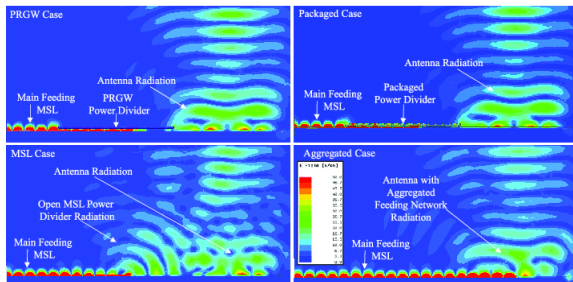 PRGW Case
Antenna Radiation
PRGW
Power Divider
Main Feeding
MSL
Packaged Case
Antenna Radiation
Packaged
Power Divider
Main Feeding
MSL
MSL Case
Antenna Radiation
Open MSL Power
Divider Radiation
Main Feeding
MSL
Aggregated Case
Antenna with
Aggregated
Feeding Network
Radiation
Main Feeding
MSL